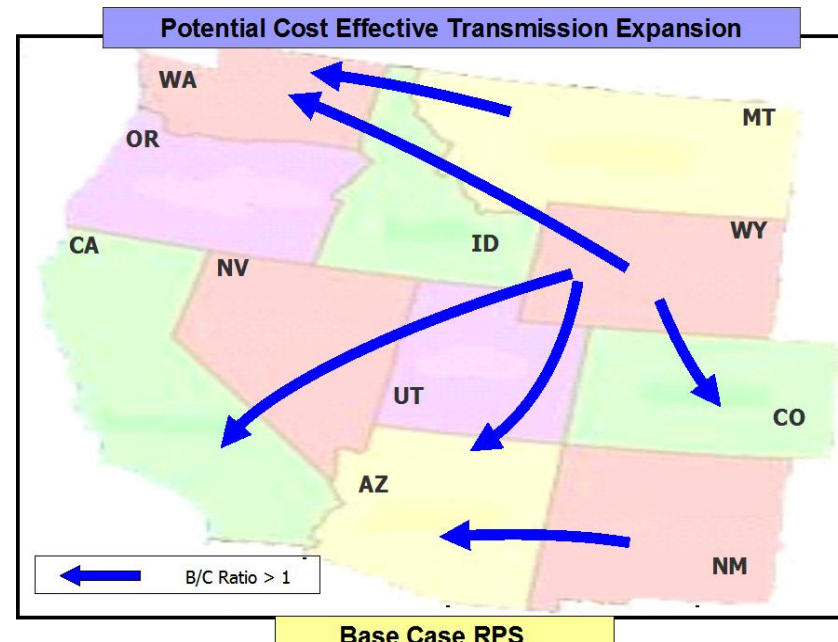 Potential Cost Effective Transmission Expansion
WA
MT
OR
WY
CA
ID
NV
UT
CO
AZ
NM
B/C Ratio > 1
Base Case RPS